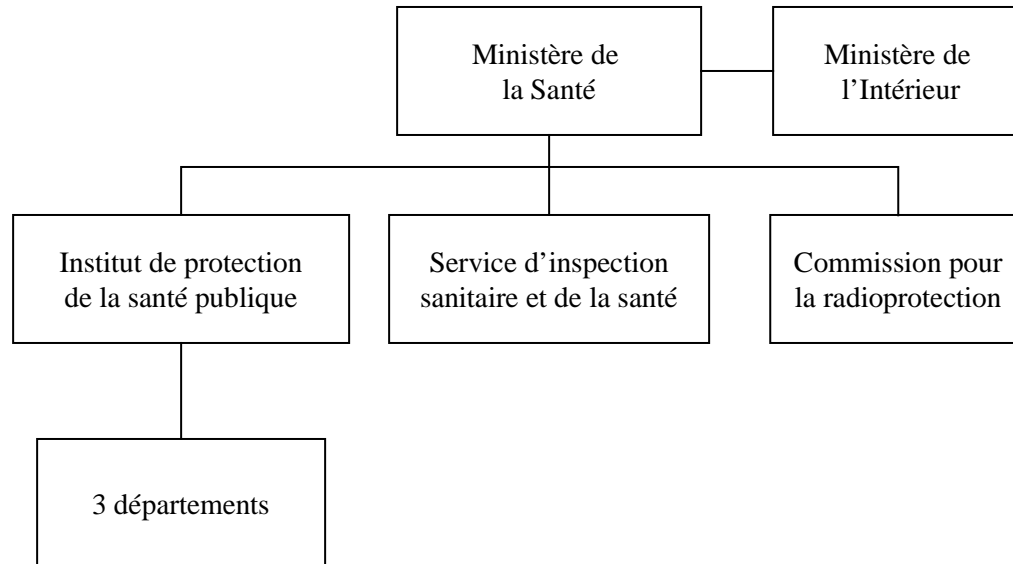 Ministère de
la Santé
Ministère de
l’Intérieur
Institut de protection
de la santé publique
Service d’inspection
sanitaire et de la santé
Commission pour
la radioprotection
3 départements